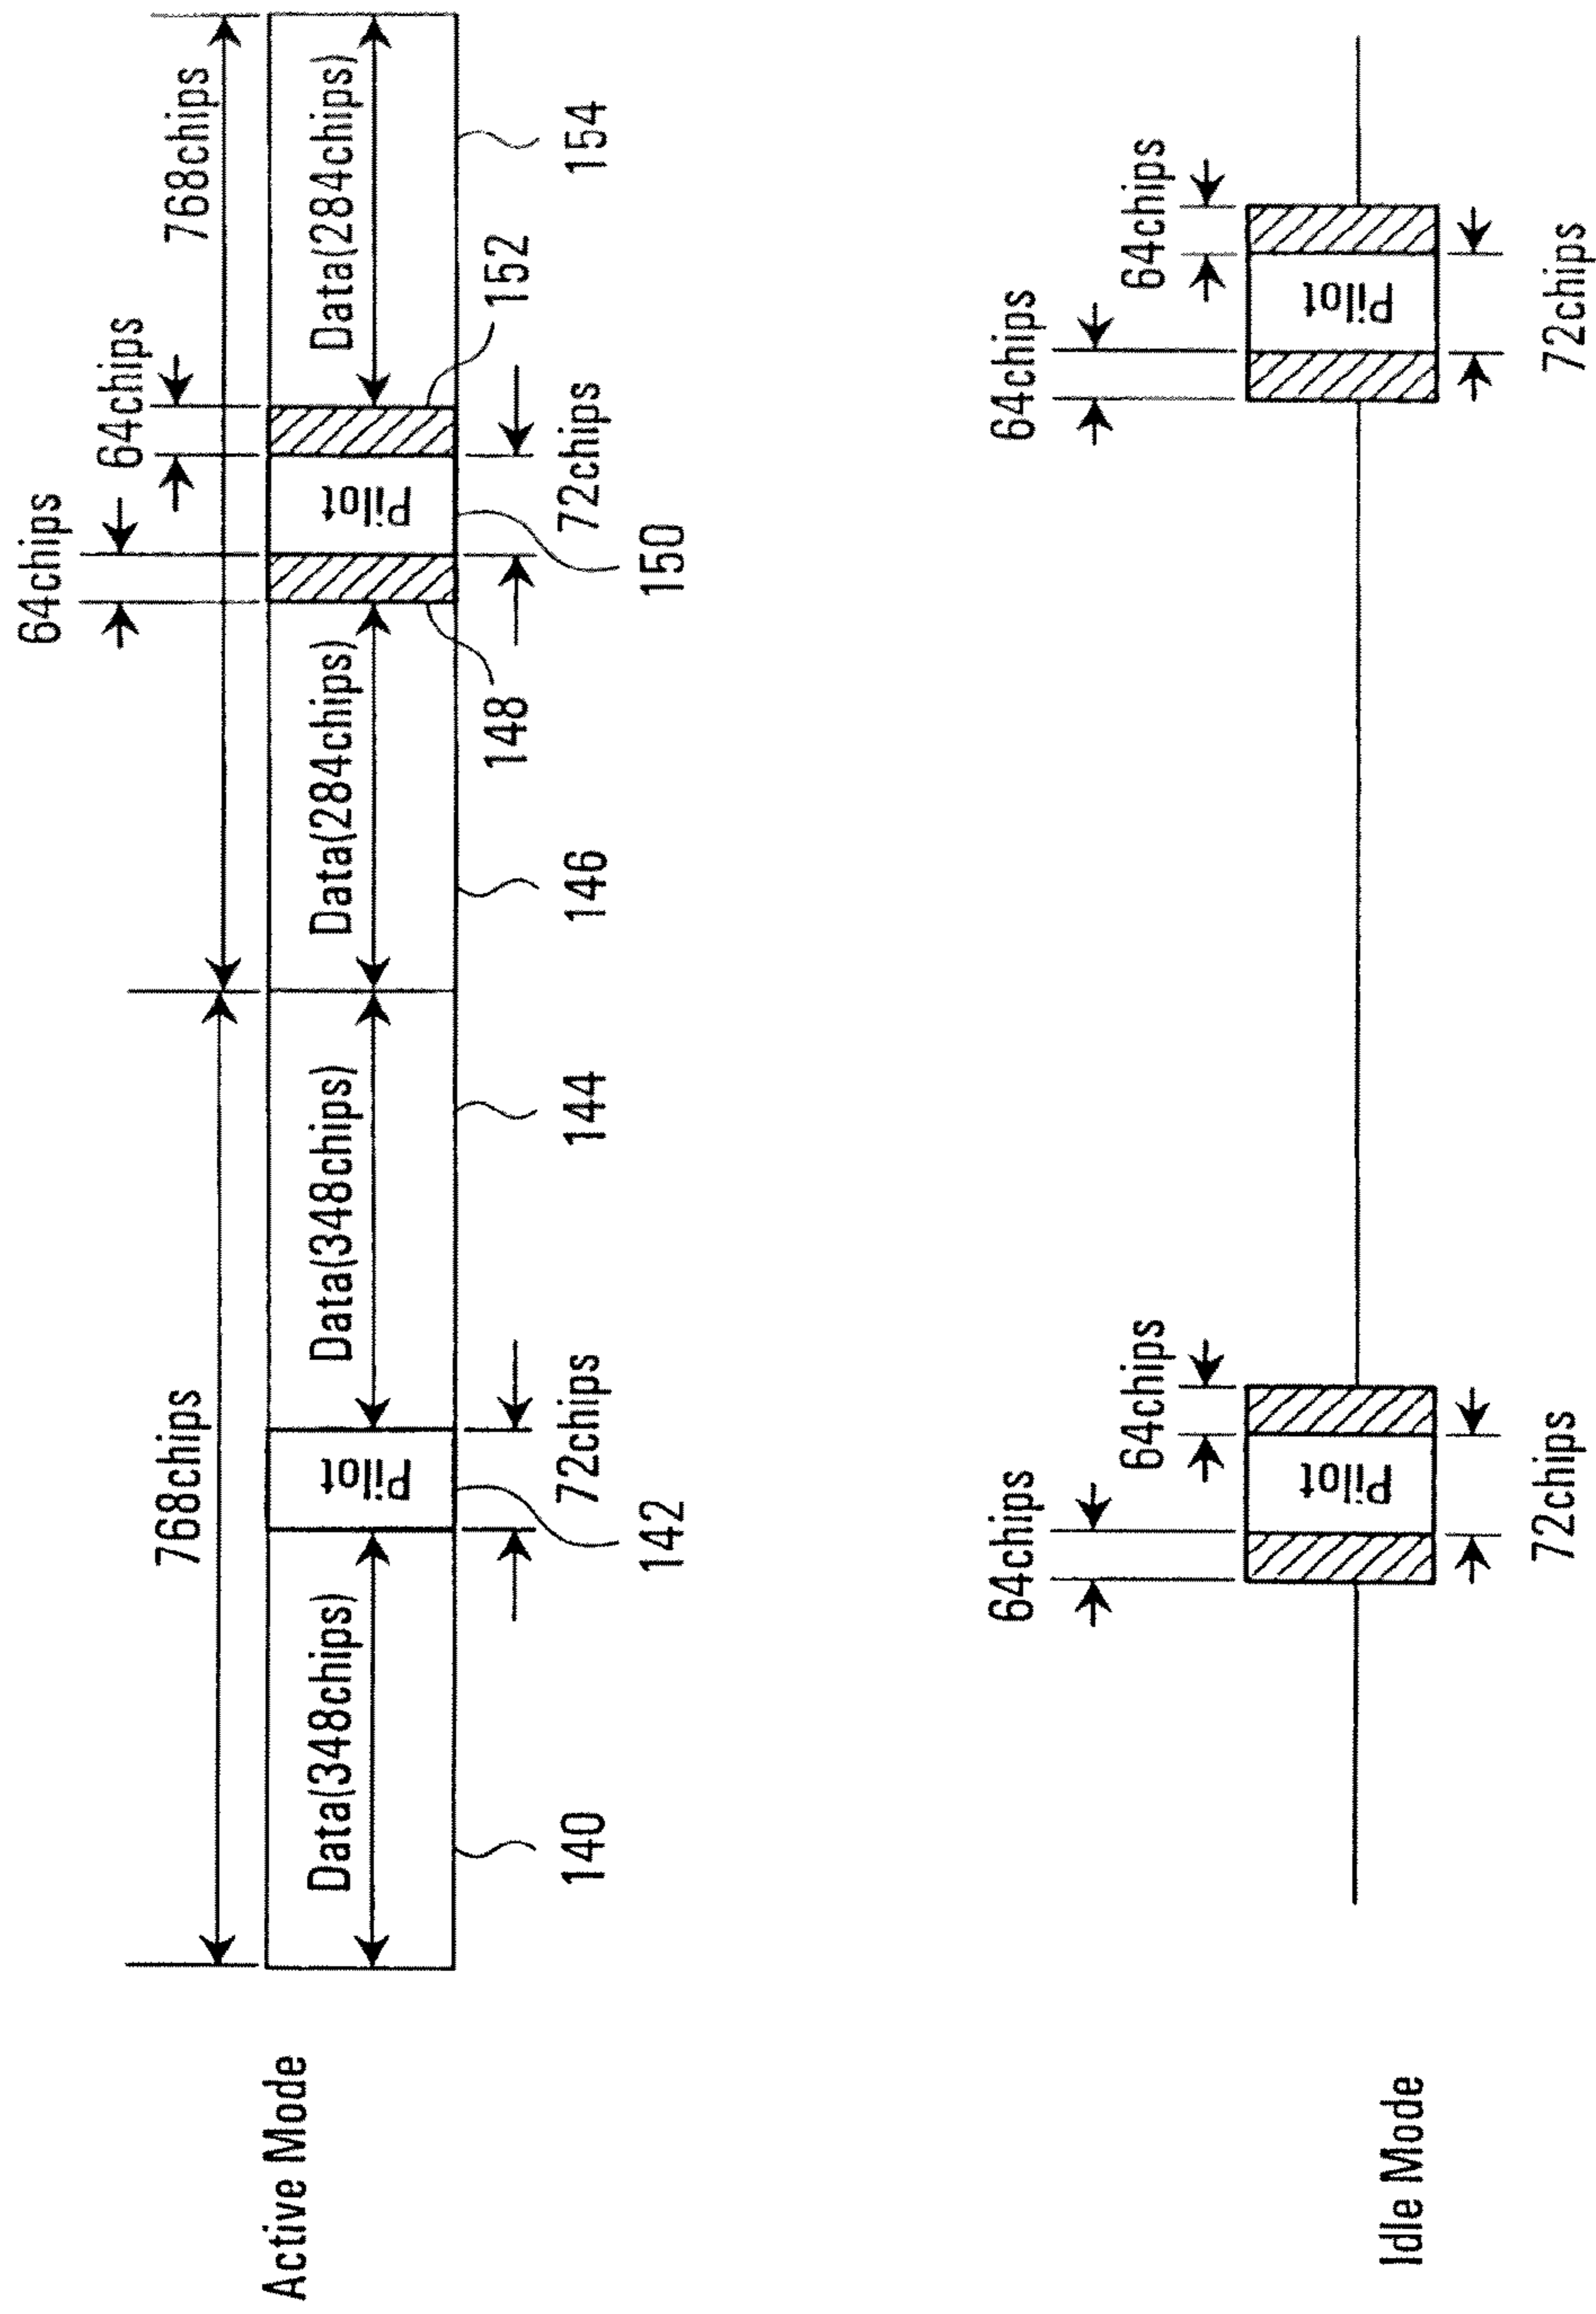 Active Mode
768chips
768chips
64chips
64chips
Data(348chips)
Pilot
Data(348chips)
Data(284chips)
Pilot
Data(284chips)
72chips
72chips
140
142
144
146
148
150
152
154
Idle Mode
64chips
64chips
64chips
64chips
Pilot
Pilot
72chips
72chips